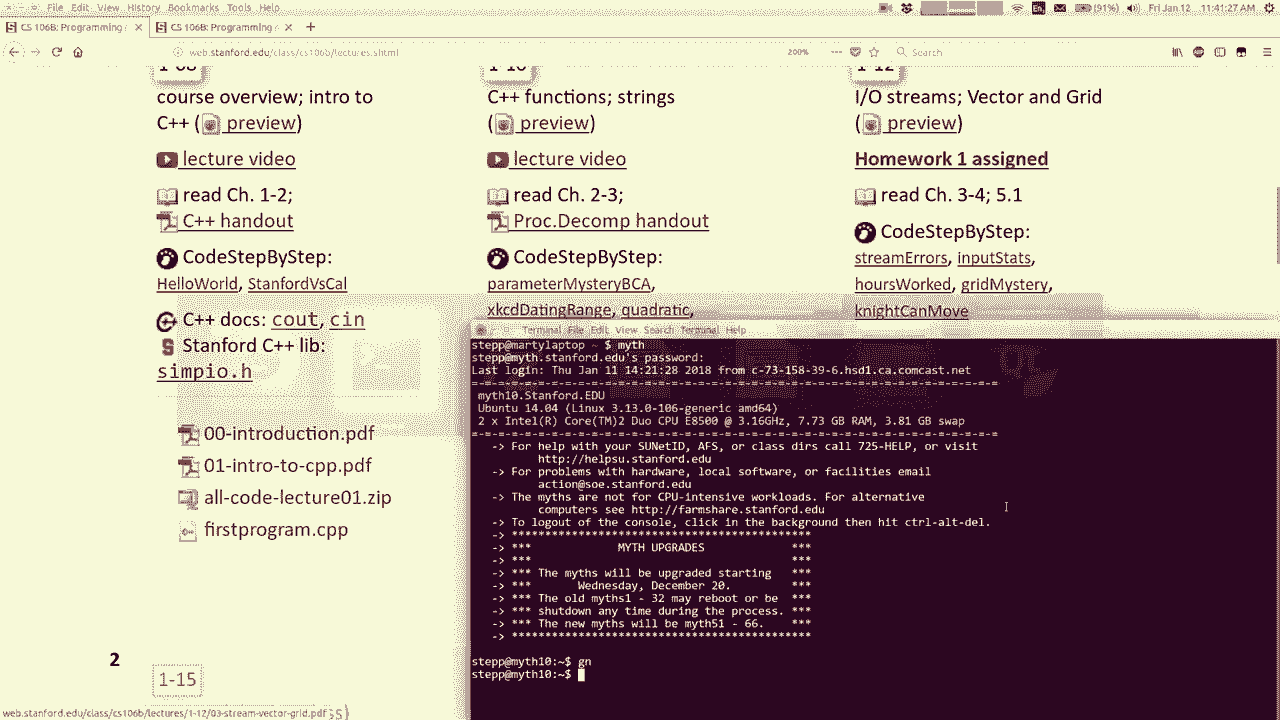 File Edit View History Bookmarks Tools Help
En (91%) Fri Jan 12 11:41:27 AM
CS 106B: Programming
CS 106B: Programming
web.stanford.edu/class/cs106b/lectures.shtml
200%
Search
course overview; intro to
C++ (preview)
lecture video
read Ch. 1-2;
C++ handout
CodeStepByStep:
HelloWorld, StanfordVsCal
C++ docs: cout, cin
Stanford C++ lib:
simpio.h
00-introduction.pdf
01-intro-to-cpp.pdf
all-code-lecture01.zip
firstprogram.cpp
C++ functions; strings
(preview)
lecture video
read Ch. 2-3;
Proc.Decomp handout
CodeStepByStep:
parameterMysteryBCA,
xkcdDatingRange, quadratic,
1-12
I/O streams; Vector and Grid
(preview)
Homework 1 assigned
read Ch. 3-4; 5.1
CodeStepByStep:
streamErrors, inputStats,
hoursWorked, gridMystery,
knightCanMove
Terminal File Edit View Search Terminal Help
stepp@martylaptop ~ $ myth
stepp@myth.stanford.edu's password:
Last login: Thu Jan 11 14:21:28 2018 from c-73-158-39-6.hsd1.ca.comcast.net
=-=-=-=-=-=-=-=-=-=-=-=-=-=-=-=-=-=-=-=-=-=-=-=-=-=-=-=-=-=-=-=-=-=-=-=-=-=-=
myth10.Stanford.EDU
Ubuntu 14.04 (Linux 3.13.0-106-generic amd64)
2 x Intel(R) Core(TM)2 Duo CPU E8500 @ 3.16GHz, 7.73 GB RAM, 3.81 GB swap
=-=-=-=-=-=-=-=-=-=-=-=-=-=-=-=-=-=-=-=-=-=-=-=-=-=-=-=-=-=-=-=-=-=-=-=-=-=-=
-> For help with your SUNetID, AFS, or class dirs call 725-HELP, or visit
http://helpsu.stanford.edu
-> For problems with hardware, local software, or facilities email
action@soe.stanford.edu
-> The myths are not for CPU-intensive workloads. For alternative
computers see http://farmshare.stanford.edu
-> To logout of the console, click in the background then hit ctrl-alt-del.
-> ******************************************
-> *** MYTH UPGRADES ***
-> *** ***
-> *** The myths will be upgraded starting ***
-> *** Wednesday, December 20. ***
-> *** The old myths1 - 32 may reboot or be ***
-> *** shutdown any time during the process. ***
-> *** The new myths will be myth51 - 66. ***
-> ******************************************
stepp@myth10:~$ gn
stepp@myth10:~$
2
1-15
web.stanford.edu/class/cs106b/lectures/1-12/03-stream-vector-grid.pdf